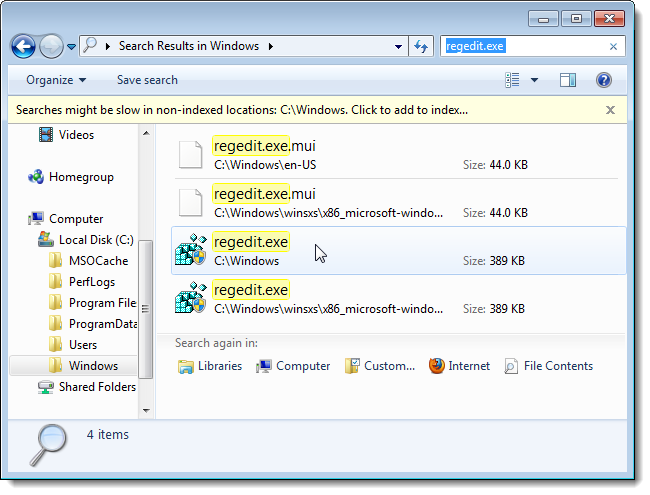 Search Results in Windows
regedit.exe
Organize
Save search
Searches might be slow in non-indexed locations: C:\Windows. Click to add to index...
Videos
Homegroup
Computer
Local Disk (C:)
MSOCache
PerfLogs
Program Files
ProgramData
Users
Windows
Shared Folders
regedit.exe.mui
C:\Windows\en-US
Size: 44.0 KB
regedit.exe.mui
C:\Windows\winsxs\x86_microsoft-windo...
Size: 44.0 KB
regedit.exe
C:\Windows
Size: 389 KB
regedit.exe
C:\Windows\winsxs\x86_microsoft-windo...
Size: 389 KB
Search again in:
Libraries
Computer
Custom...
Internet
File Contents
4 items